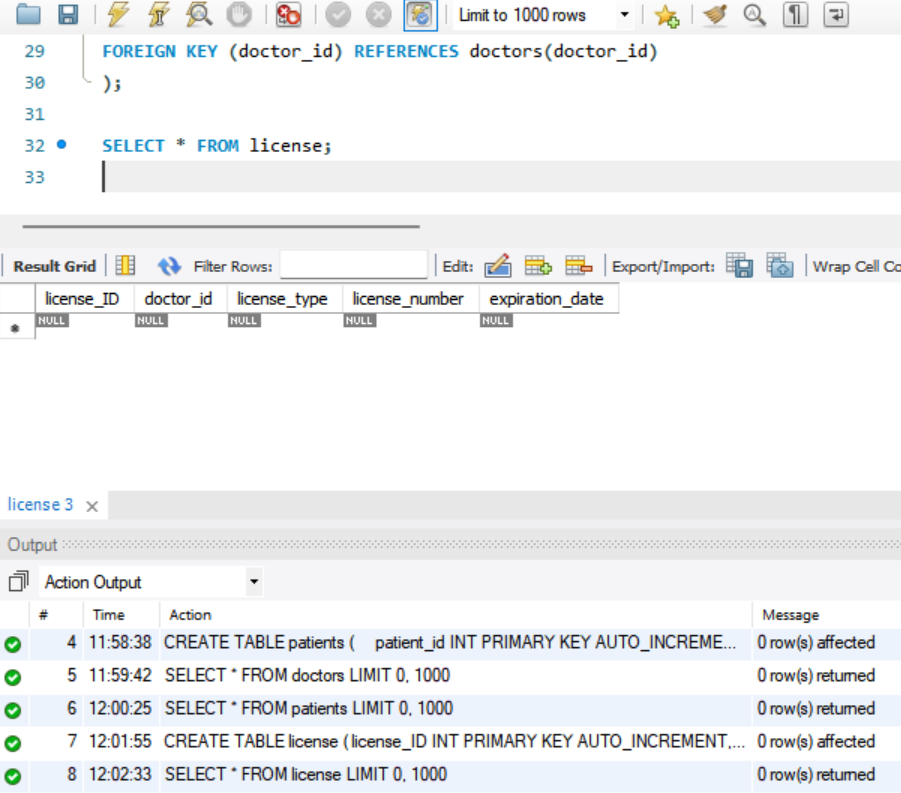 Limit to 1000 rows
29 FOREIGN KEY (doctor_id) REFERENCES doctors(doctor_id)
30 );
31
32 SELECT * FROM license;
33
Result Grid Filter Rows: Edit: Export/Import: Wrap Cell Co
license_ID doctor_id license_type license_number expiration_date
* NULL NULL NULL NULL NULL
license 3
Output
Action Output
# Time Action Message
4 11:58:38 CREATE TABLE patients ( patient_id INT PRIMARY KEY AUTO_INCREME... 0 row(s) affected
5 11:59:42 SELECT * FROM doctors LIMIT 0, 1000 0 row(s) returned
6 12:00:25 SELECT * FROM patients LIMIT 0, 1000 0 row(s) returned
7 12:01:55 CREATE TABLE license ( license_ID INT PRIMARY KEY AUTO_INCREMENT,... 0 row(s) affected
8 12:02:33 SELECT * FROM license LIMIT 0, 1000 0 row(s) returned